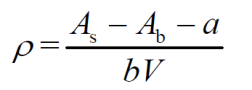 ρ = (A_s − A_b − a) / (bV)